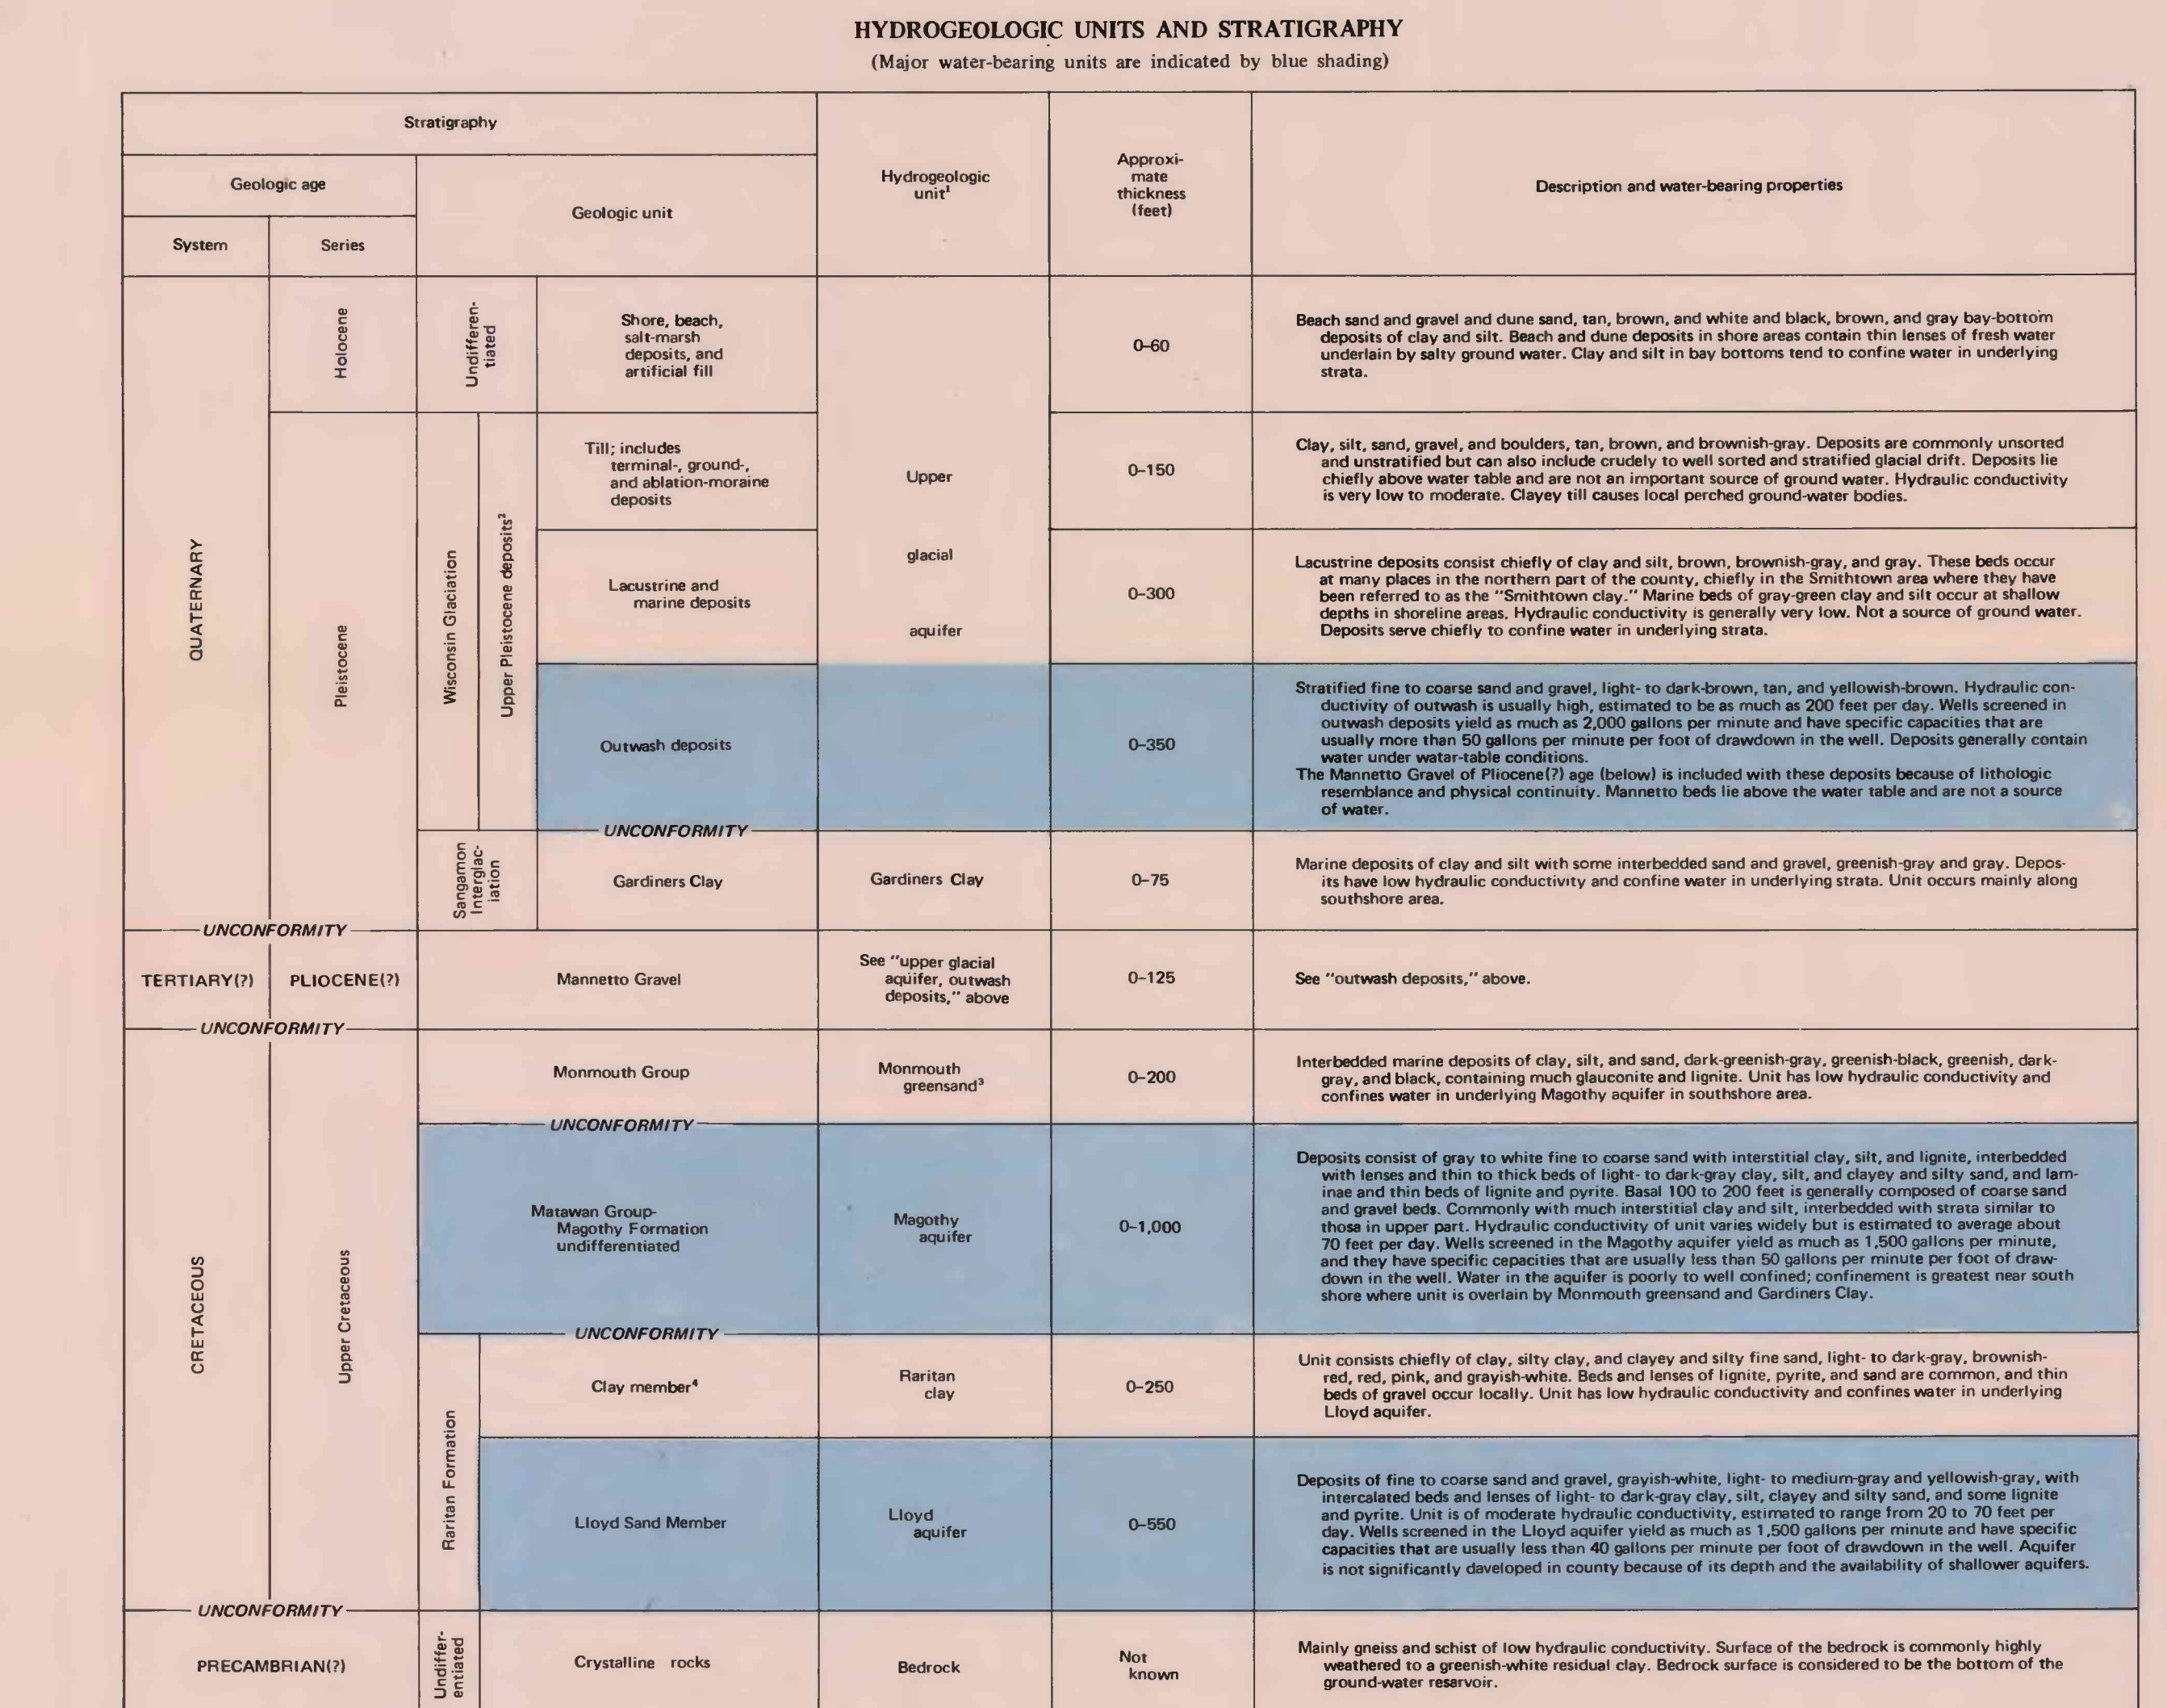 HYDROGEOLOGIC UNITS AND STRATIGRAPHY
(Major water-bearing units are indicated by blue shading)
Stratigraphy
Geologic age
System
Series
Geologic unit
Hydrogeologic
unit¹
Approxi-
mate
thickness
(feet)
Description and water-bearing properties
QUATERNARY
Holocene
Undifferen-
tiated
Shore, beach,
salt-marsh
deposits, and
artificial fill
Upper
glacial
aquifer
0-60
Beach sand and gravel and dune sand, tan, brown, and white and black, brown, and gray bay-bottom
deposits of clay and silt. Beach and dune deposits in shore areas contain thin lenses of fresh water
underlain by salty ground water. Clay and silt in bay bottoms tend to confine water in underlying
strata.
Pleistocene
Wisconsin Glaciation
Upper Pleistocene deposits²
Till; includes
terminal-, ground-,
and ablation-moraine
deposits
0-150
Clay, silt, sand, gravel, and boulders, tan, brown, and brownish-gray. Deposits are commonly unsorted
and unstratified but can also include crudely to well sorted and stratified glacial drift. Deposits lie
chiefly above water table and are not an important source of ground water. Hydraulic conductivity
is very low to moderate. Clayey till causes local perched ground-water bodies.
Lacustrine and
marine deposits
0-300
Lacustrine deposits consist chiefly of clay and silt, brown, brownish-gray, and gray. These beds occur
at many places in the northern part of the county, chiefly in the Smithtown area where they have
been referred to as the "Smithtown clay." Marine beds of gray-green clay and silt occur at shallow
depths in shoreline areas. Hydraulic conductivity is generally very low. Not a source of ground water.
Deposits serve chiefly to confine water in underlying strata.
Outwash deposits
0-350
Stratified fine to coarse sand and gravel, light- to dark-brown, tan, and yellowish-brown. Hydraulic con-
ductivity of outwash is usually high, estimated to be as much as 200 feet per day. Wells screened in
outwash deposits yield as much as 2,000 gallons per minute and have specific capacities that are
usually more than 50 gallons per minute per foot of drawdown in the well. Deposits generally contain
water under watar-table conditions.
The Mannetto Gravel of Pliocene(?) age (below) is included with these deposits because of lithologic
resemblance and physical continuity. Mannetto beds lie above the water table and are not a source
of water.
UNCONFORMITY
Sangamon
Interglac-
iation
Gardiners Clay
Gardiners Clay
0-75
Marine deposits of clay and silt with some interbedded sand and gravel, greenish-gray and gray. Depos-
its have low hydraulic conductivity and confine water in underlying strata. Unit occurs mainly along
southshore area.
UNCONFORMITY
TERTIARY(?)
PLIOCENE(?)
Mannetto Gravel
See "upper glacial
aquifer, outwash
deposits," above
0-125
See "outwash deposits," above.
UNCONFORMITY
CRETACEOUS
Upper Cretaceous
Monmouth Group
Monmouth
greensand³
0-200
Interbedded marine deposits of clay, silt, and sand, dark-greenish-gray, greenish-black, greenish, dark-
gray, and black, containing much glauconite and lignite. Unit has low hydraulic conductivity and
confines water in underlying Magothy aquifer in southshore area.
UNCONFORMITY
Matawan Group-
Magothy Formation
undifferentiated
Magothy
aquifer
0-1,000
Deposits consist of gray to white fine to coarse sand with interstitial clay, silt, and lignite, interbedded
with lenses and thin to thick beds of light- to dark-gray clay, silt, and clayey and silty sand, and lam-
inae and thin beds of lignite and pyrite. Basal 100 to 200 feet is generally composed of coarse sand
and gravel beds. Commonly with much interstitial clay and silt, interbedded with strata similar to
those in upper part. Hydraulic conductivity of unit varies widely but is estimated to average about
70 feet per day. Wells screened in the Magothy aquifer yield as much as 1,500 gallons per minute,
and they have specific cepacities that are usually less than 50 gallons per minute per foot of draw-
down in the well. Water in the aquifer is poorly to well confined; confinement is greatest near south
shore where unit is overlain by Monmouth greensand and Gardiners Clay.
UNCONFORMITY
Raritan Formation
Clay member⁴
Raritan
clay
0-250
Unit consists chiefly of clay, silty clay, and clayey and silty fine sand, light- to dark-gray, brownish-
red, red, pink, and grayish-white. Beds and lenses of lignite, pyrite, and sand are common, and thin
beds of gravel occur locally. Unit has low hydraulic conductivity and confines water in underlying
Lloyd aquifer.
Lloyd Sand Member
Lloyd
aquifer
0-550
Deposits of fine to coarse sand and gravel, grayish-white, light- to medium-gray and yellowish-gray, with
intercalated beds and lenses of light- to dark-gray clay, silt, clayey and silty sand, and some lignite
and pyrite. Unit is of moderate hydraulic conductivity, estimated to range from 20 to 70 feet per
day. Wells screened in the Lloyd aquifer yield as much as 1,500 gallons per minute and have specific
capacities that are usually less than 40 gallons per minute per foot of drawdown in the well. Aquifer
is not significantly daveloped in county because of its depth and the availability of shallower aquifers.
UNCONFORMITY
PRECAMBRIAN(?)
Undiffer-
entiated
Crystalline rocks
Bedrock
Not
known
Mainly gneiss and schist of low hydraulic conductivity. Surface of the bedrock is commonly highly
weathered to a greenish-white residual clay. Bedrock surface is considered to be the bottom of the
ground-water resarvoir.